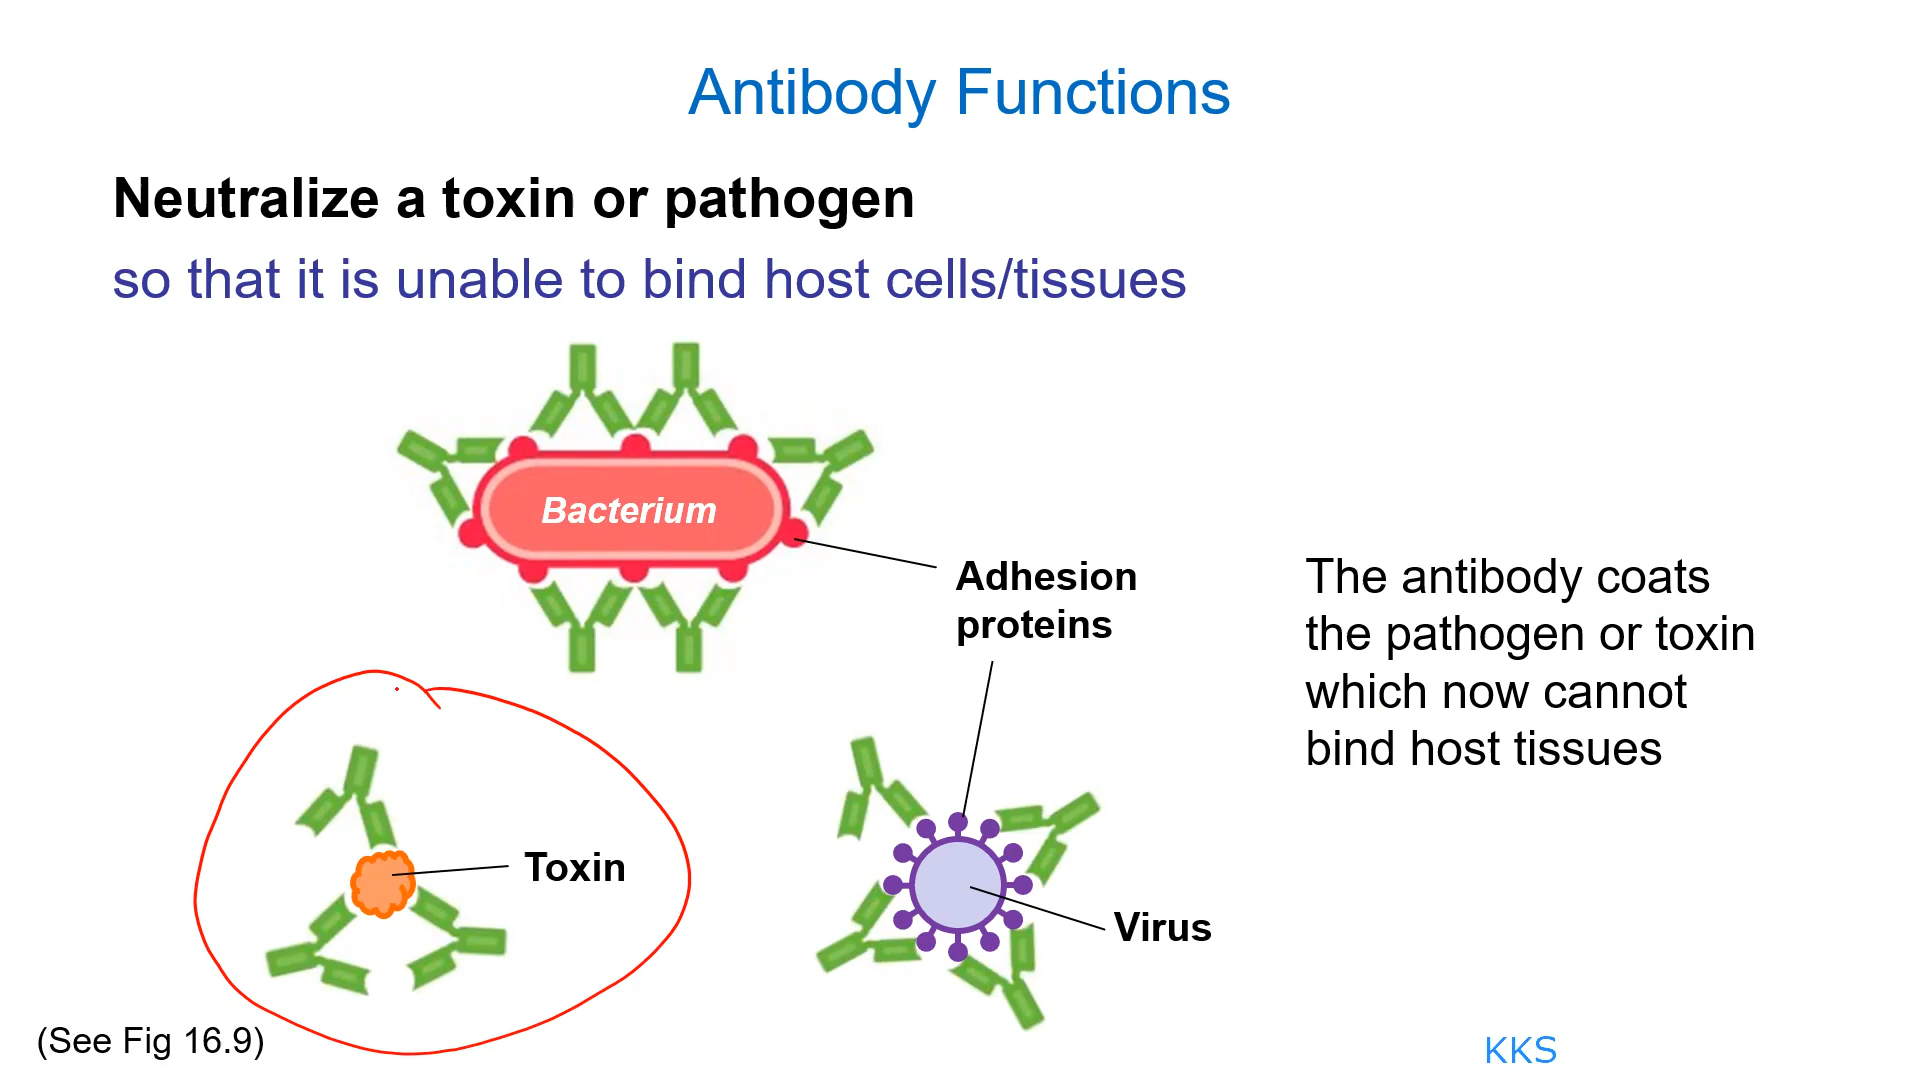 Antibody Functions
Neutralize a toxin or pathogen
so that it is unable to bind host cells/tissues
Bacterium
Adhesion
proteins
The antibody coats
the pathogen or toxin
which now cannot
bind host tissues
Toxin
Virus
(See Fig 16.9)
KKS